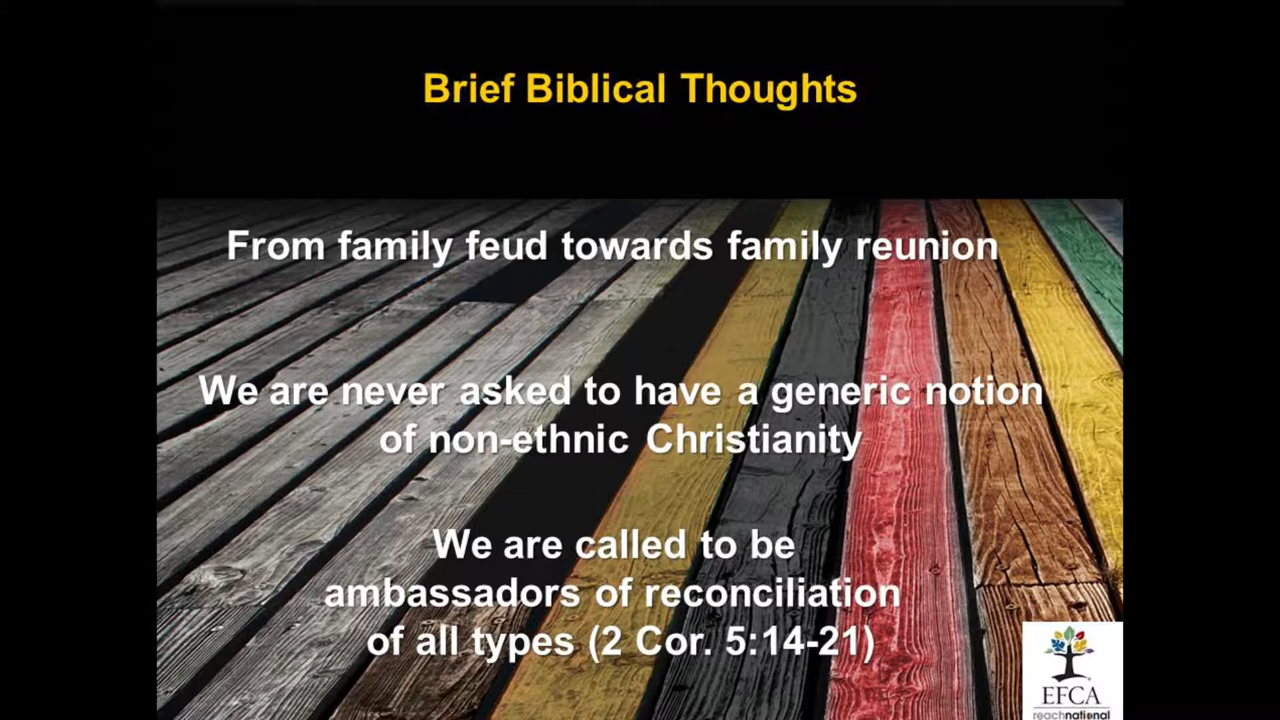 Brief Biblical Thoughts
From family feud towards family reunion
We are never asked to have a generic notion
of non-ethnic Christianity
We are called to be
ambassadors of reconciliation
of all types (2 Cor. 5:14-21)
EFCA
reachnational